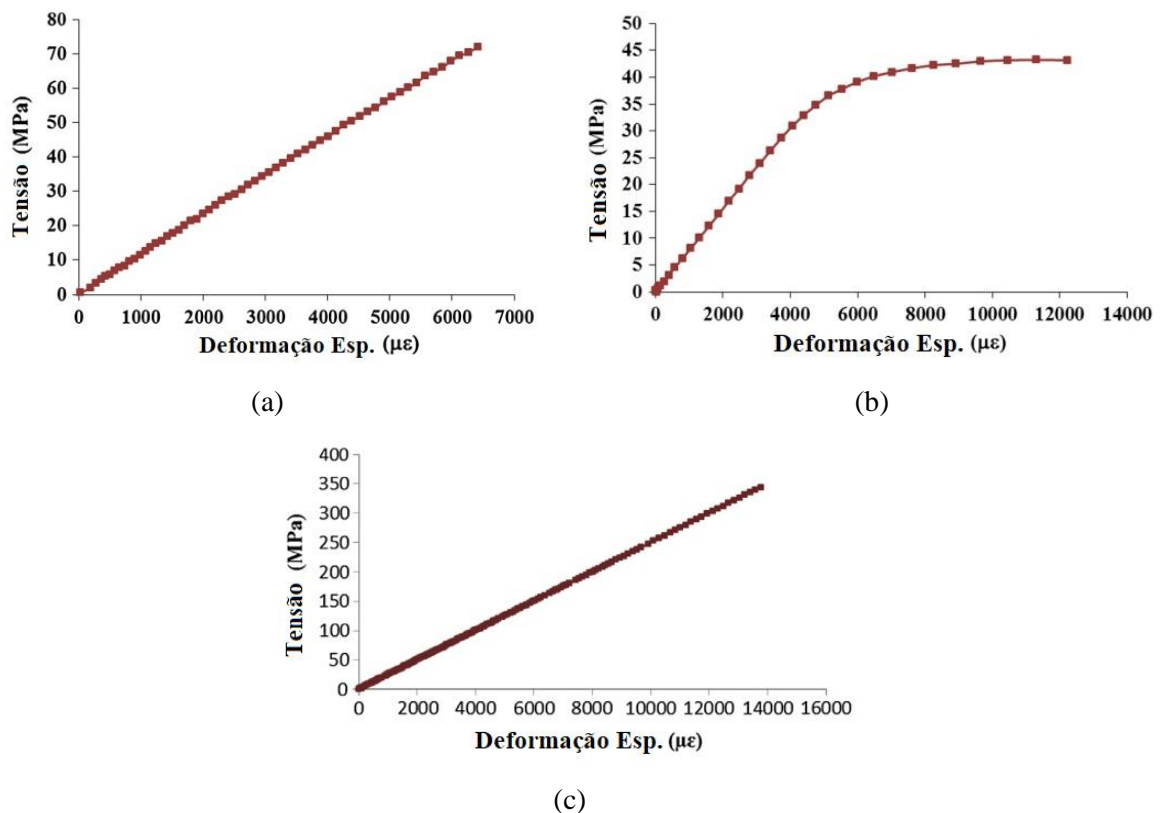 80
70
60
50
40
30
20
10
0
Tensão (MPa)
0 1000 2000 3000 4000 5000 6000 7000
Deformação Esp. (με)
(a)
50
45
40
35
30
25
20
15
10
5
0
Tensão (MPa)
0 2000 4000 6000 8000 10000 12000 14000
Deformação Esp. (με)
(b)
400
350
300
250
200
150
100
50
0
Tensão (MPa)
0 2000 4000 6000 8000 10000 12000 14000 16000
Deformação Esp. (με)
(c)